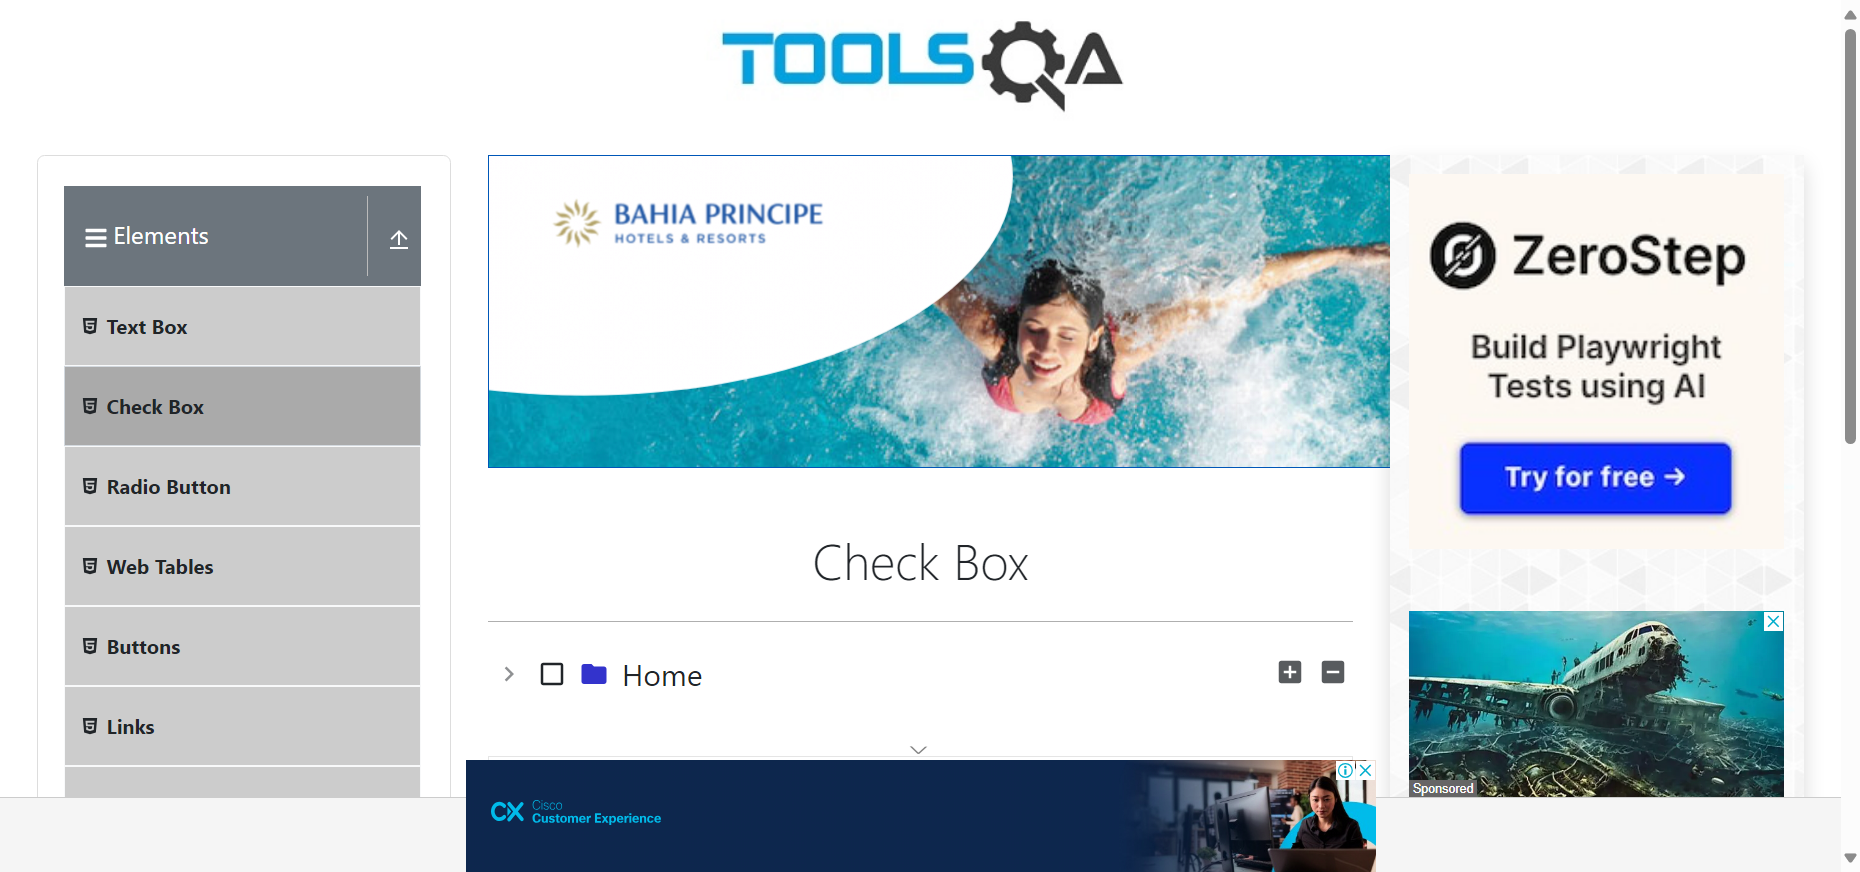 TOOLSQA
Elements
Text Box
Check Box
Radio Button
Web Tables
Buttons
Links
BAHIA PRINCIPE
HOTELS & RESORTS
Check Box
Home
Cisco
Customer Experience
ZeroStep
Build Playwright
Tests using AI
Try for free →
Sponsored